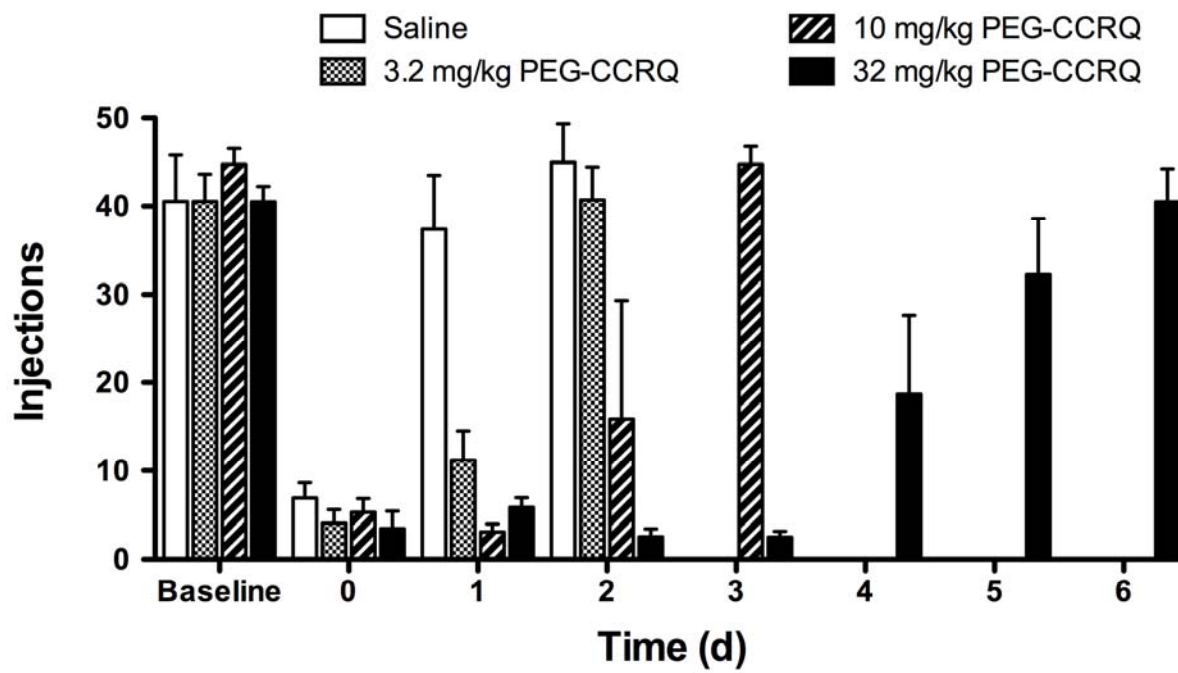 Saline
10 mg/kg PEG-CCRQ
3.2 mg/kg PEG-CCRQ
32 mg/kg PEG-CCRQ
50
40
30
20
10
0
Injections
Baseline 0 1 2 3 4 5 6
Time (d)